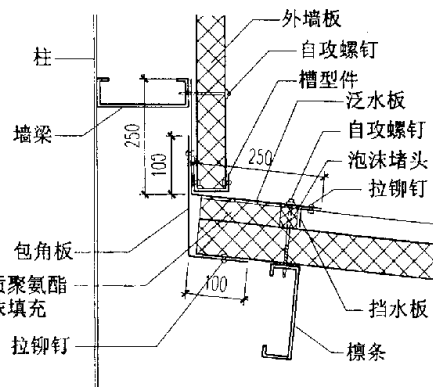 外墙板
柱
自攻螺钉
槽型件
泛水板
墙梁
自攻螺钉
250
100
250
泡沫堵头
拉铆钉
包角板
质聚氨酯
填充
100
挡水板
拉铆钉
檩条